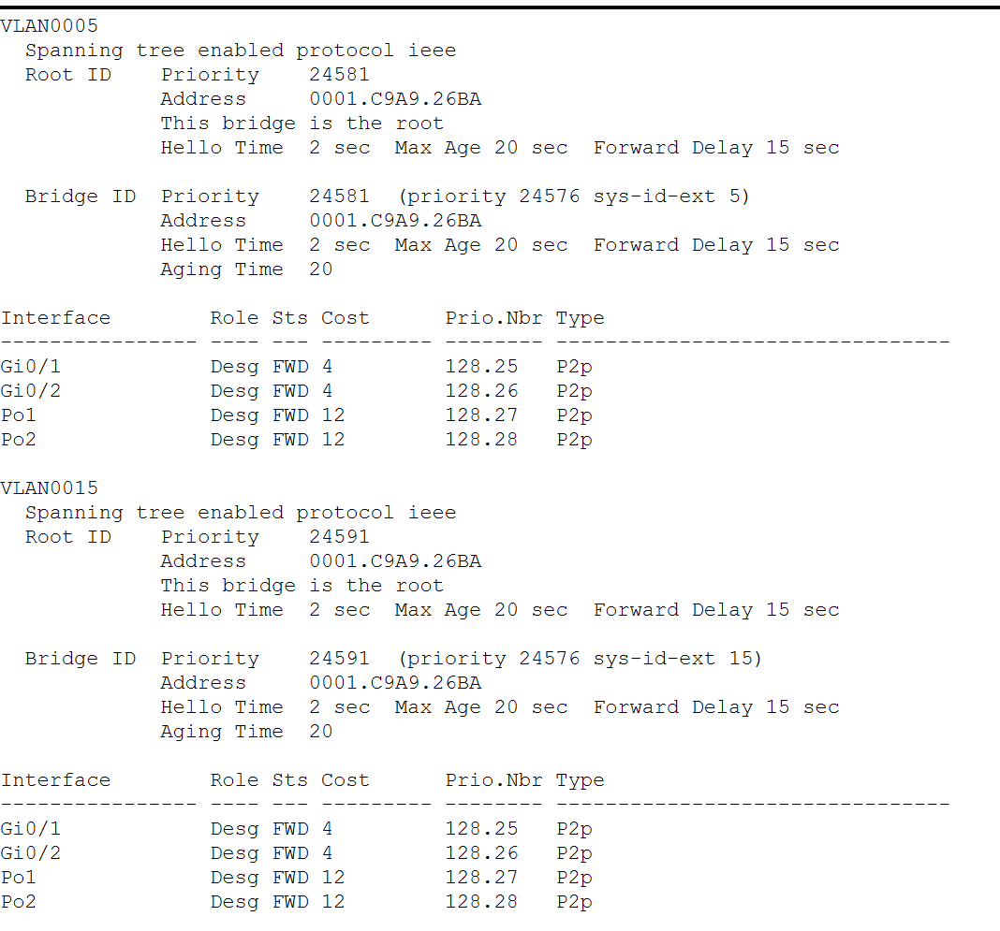 VLAN0005
  Spanning tree enabled protocol ieee
  Root ID    Priority    24581
             Address     0001.C9A9.26BA
             This bridge is the root
             Hello Time  2 sec  Max Age 20 sec  Forward Delay 15 sec

  Bridge ID  Priority    24581  (priority 24576 sys-id-ext 5)
             Address     0001.C9A9.26BA
             Hello Time  2 sec  Max Age 20 sec  Forward Delay 15 sec
             Aging Time  20

Interface        Role Sts Cost      Prio.Nbr Type
---------------- ---- --- --------- -------- --------------------------------
Gi0/1            Desg FWD 4         128.25   P2p
Gi0/2            Desg FWD 4         128.26   P2p
Po1              Desg FWD 12        128.27   P2p
Po2              Desg FWD 12        128.28   P2p

VLAN0015
  Spanning tree enabled protocol ieee
  Root ID    Priority    24591
             Address     0001.C9A9.26BA
             This bridge is the root
             Hello Time  2 sec  Max Age 20 sec  Forward Delay 15 sec

  Bridge ID  Priority    24591  (priority 24576 sys-id-ext 15)
             Address     0001.C9A9.26BA
             Hello Time  2 sec  Max Age 20 sec  Forward Delay 15 sec
             Aging Time  20

Interface        Role Sts Cost      Prio.Nbr Type
---------------- ---- --- --------- -------- --------------------------------
Gi0/1            Desg FWD 4         128.25   P2p
Gi0/2            Desg FWD 4         128.26   P2p
Po1              Desg FWD 12        128.27   P2p
Po2              Desg FWD 12        128.28   P2p